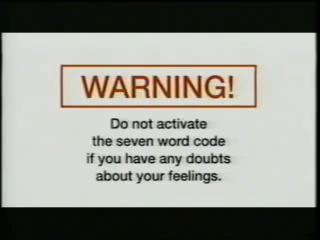 WARNING!
Do not activate
the seven word code
if you have any doubts
about your feelings.